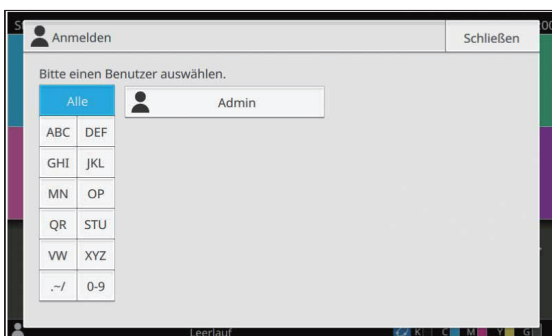 Anmelden
Schließen
Bitte einen Benutzer auswählen.
Alle
Admin
ABC DEF
GHI JKL
MN OP
QR STU
VW XYZ
.~/ 0-9
Leerlauf
K C M Y G